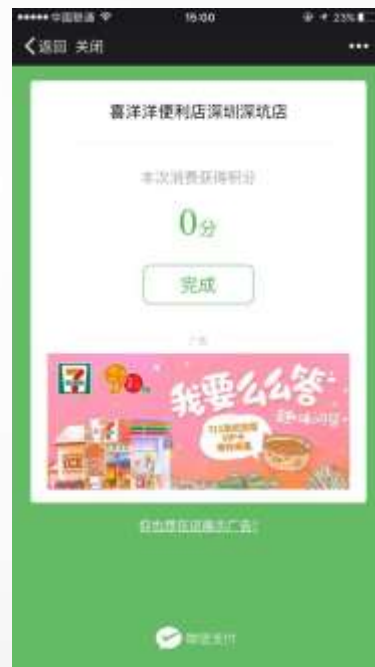 中国联通 15:00 23%
返回 关闭
喜洋洋便利店深圳深坑店
本次消费获得积分
0分
完成
广告
我要么么答
微信支付